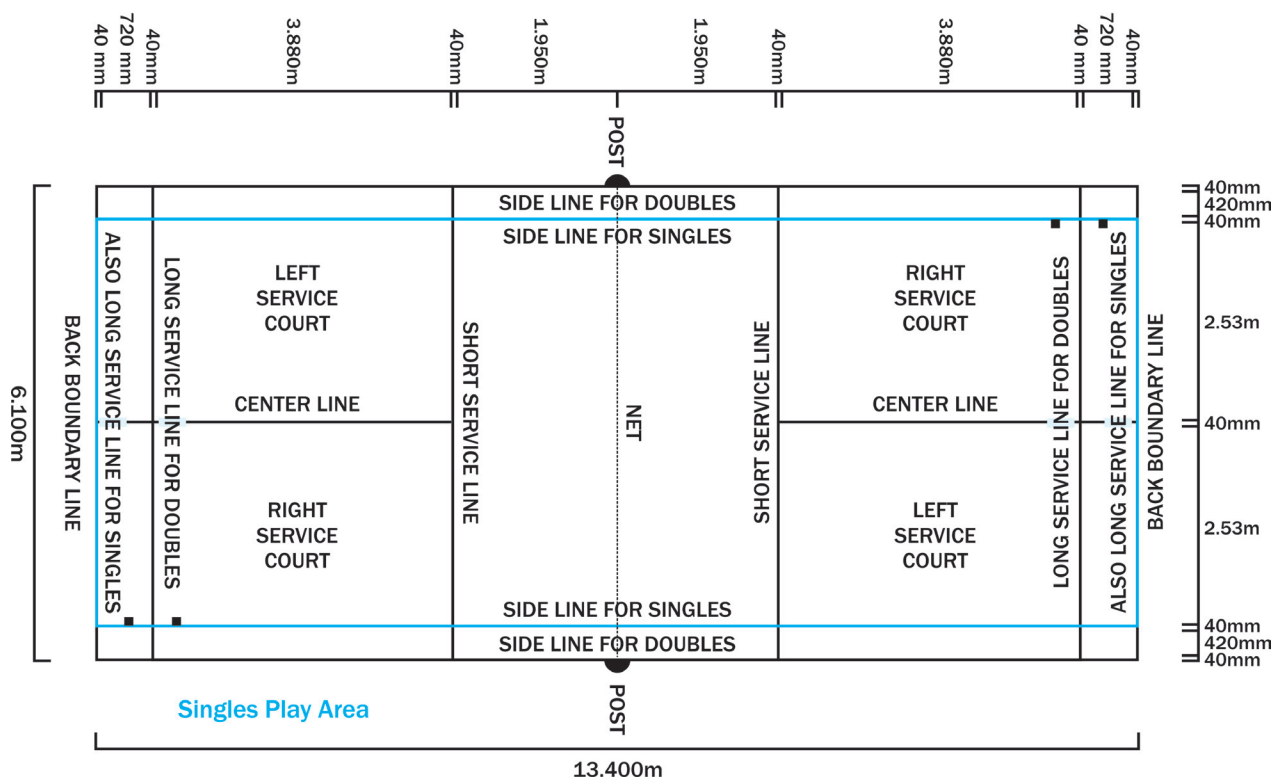 40 mm
720 mm
40mm
3.880m
40mm
1.950m
1.950m
40mm
3.880m
40 mm
720 mm
40mm
POST
SIDE LINE FOR DOUBLES
SIDE LINE FOR SINGLES
40mm
420mm
40mm
2.53m
40mm
2.53m
40mm
420mm
40mm
6.100m
BACK BOUNDARY LINE
ALSO LONG SERVICE LINE FOR SINGLES
LONG SERVICE LINE FOR DOUBLES
LEFT
SERVICE
COURT
CENTER LINE
RIGHT
SERVICE
COURT
SHORT SERVICE LINE
NET
SHORT SERVICE LINE
RIGHT
SERVICE
COURT
CENTER LINE
LEFT
SERVICE
COURT
LONG SERVICE LINE FOR DOUBLES
ALSO LONG SERVICE LINE FOR SINGLES
BACK BOUNDARY LINE
SIDE LINE FOR SINGLES
SIDE LINE FOR DOUBLES
POST
Singles Play Area
13.400m